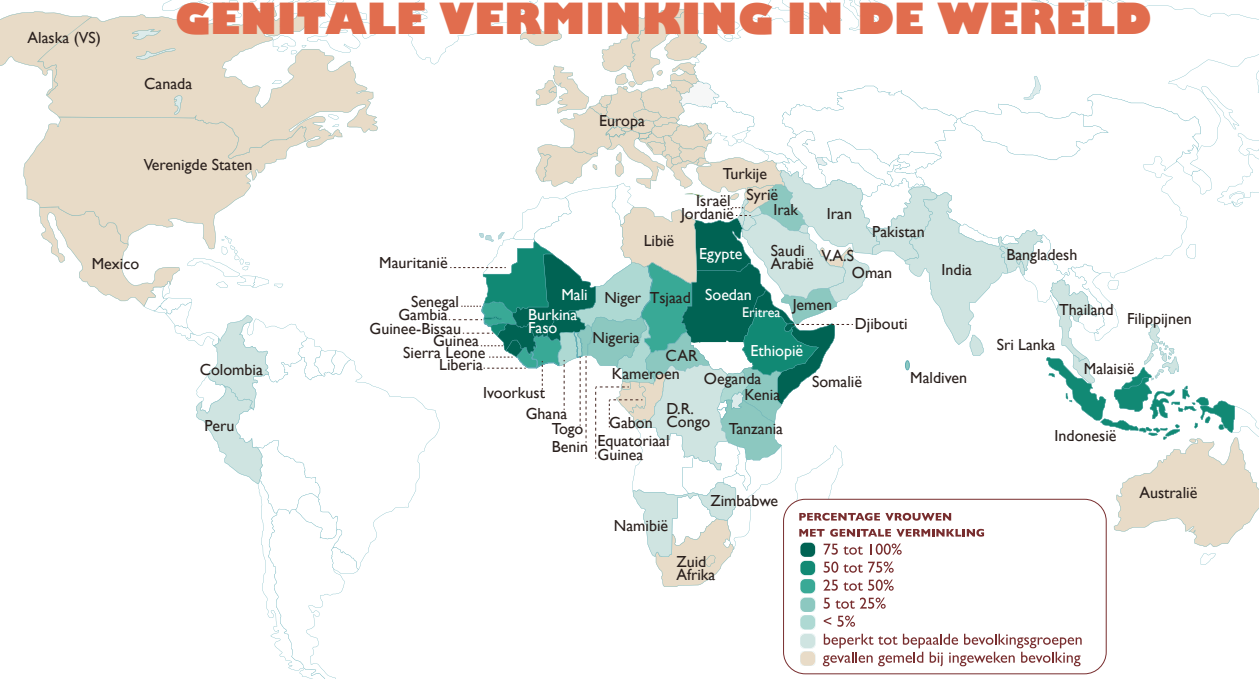 GENITALE VERMINKING IN DE WERELD
Alaska (VS)
Canada
Verenigde Staten
Mexico
Colombia
Peru
Europa
Turkije
Syrië
Israël
Jordanië
Irak
Iran
Pakistan
Saudi
Arabië
V.A.S
Oman
Jemen
India
Bangladesh
Thailand
Filippijnen
Sri Lanka
Maldiven
Malaisië
Indonesië
Australië
Libië
Egypte
Mauritanië
Mali
Niger
Tsjaad
Soedan
Eritrea
Djibouti
Senegal
Gambia
Guinee-Bissau
Guinea
Sierra Leone
Liberia
Burkina
Faso
Nigeria
Ethiopië
Somalië
CAR
Kameroen
Oeganda
Kenia
Ivoorkust
Ghana
Togo
Benin
Gabon
Equatoriaal
Guinea
D.R.
Congo
Tanzania
Zimbabwe
Namibië
Zuid
Afrika
PERCENTAGE VROUWEN
MET GENITALE VERMINKLING
75 tot 100%
50 tot 75%
25 tot 50%
5 tot 25%
< 5%
beperkt tot bepaalde bevolkingsgroepen
gevallen gemeld bij ingeweken bevolking